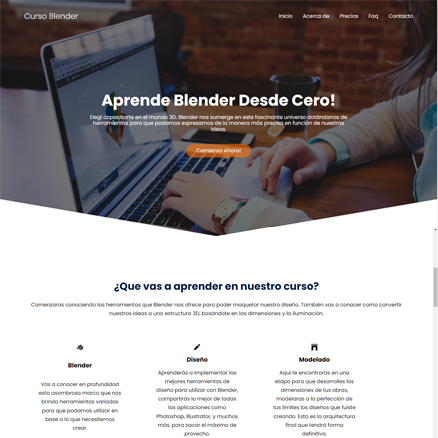 Curso Blender
Inicio Acerca de Precios Faq Contacto
Aprende Blender Desde Cero!
Elegí capacitarte en el mundo 3D. Blender nos sumerge en este fascinante universo dotándonos de
herramientas para que podamos expresarnos de la manera más precisa en función de nuestras
ideas.
Comienza Ahora!
¿Que vas a aprender en nuestro curso?
Comenzaras conociendo las herramientas que Blender nos ofrece para poder maquetar nuestro diseño. También vas a conocer como convertir
nuestras ideas a una estructura 3D, basándote en las dimensiones y la iluminación.
Blender
Vas a conocer en profundidad
esta asombrosa marca que nos
brinda herramientas variadas
para que podamos utilizar en
base a lo que necesitemos
crear.
Diseño
Aprenderás a implementar las
mejores herramientas de
diseño para utilizar con Blender,
compartirás lo mejor de todas
las aplicaciones como
Photoshop, Illustrator, y muchos
más, para sacar el máximo de
provecho.
Modelado
Aquí te encontraras en una
etapa para que desarrolles las
dimensiones de tus obras,
modelaras a la perfección de
tus limites los diseños que fuiste
creando. Esta es la arquitectura
final que tendrá forma
definitiva.